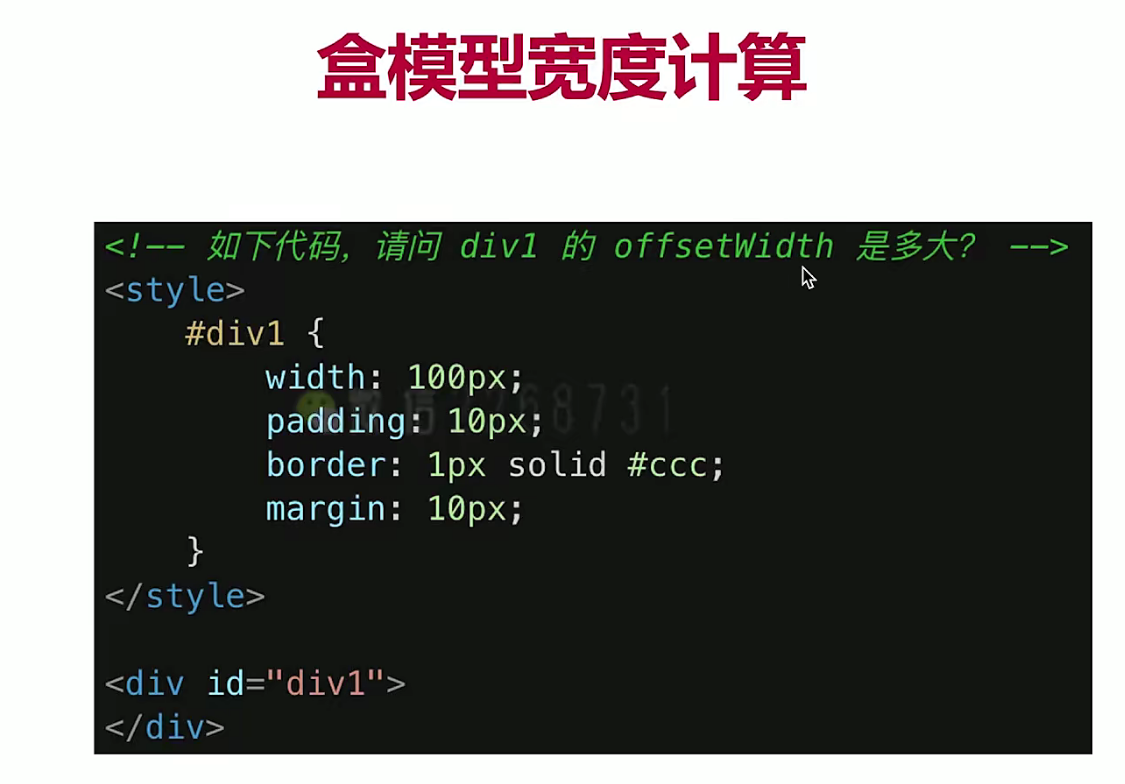 盒模型宽度计算
<!-- 如下代码，请问 div1 的 offsetWidth 是多大？ -->
<style>
#div1 {
width: 100px;
padding: 10px;
border: 1px solid #ccc;
margin: 10px;
}
</style>
<div id="div1">
</div>